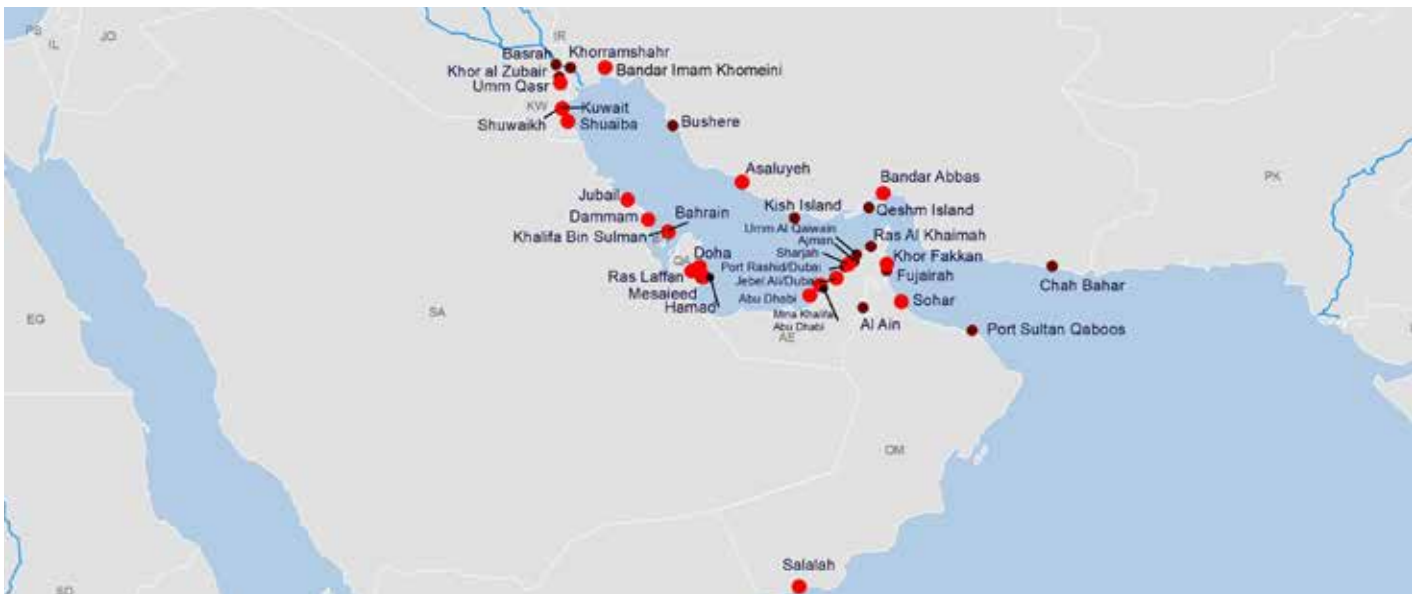 PS
IL
JO
IR
Basrah
Khorramshahr
Khor al Zubair
Bandar Imam Khomeini
Umm Qasr
KW
Kuwait
Shuwaikh
Shuaiba
Bushere
Asaluyeh
Bandar Abbas
PK
Jubail
Kish Island
Qeshm Island
Dammam
Bahrain
Khalifa Bin Sulman
Umm Al Qaiwain
Ajman
Ras Al Khaimah
Sharjah
Doha
QA
Port Rashid/Dubai
Khor Fakkan
Ras Laffan
Jebel Ali/Dubai
Fujairah
Chah Bahar
Mesaieed
Hamad
Abu Dhabi
Sohar
SA
EG
Mina Khalifa
Abu Dhabi
AE
Al Ain
Port Sultan Qaboos
OM
Salalah
SD